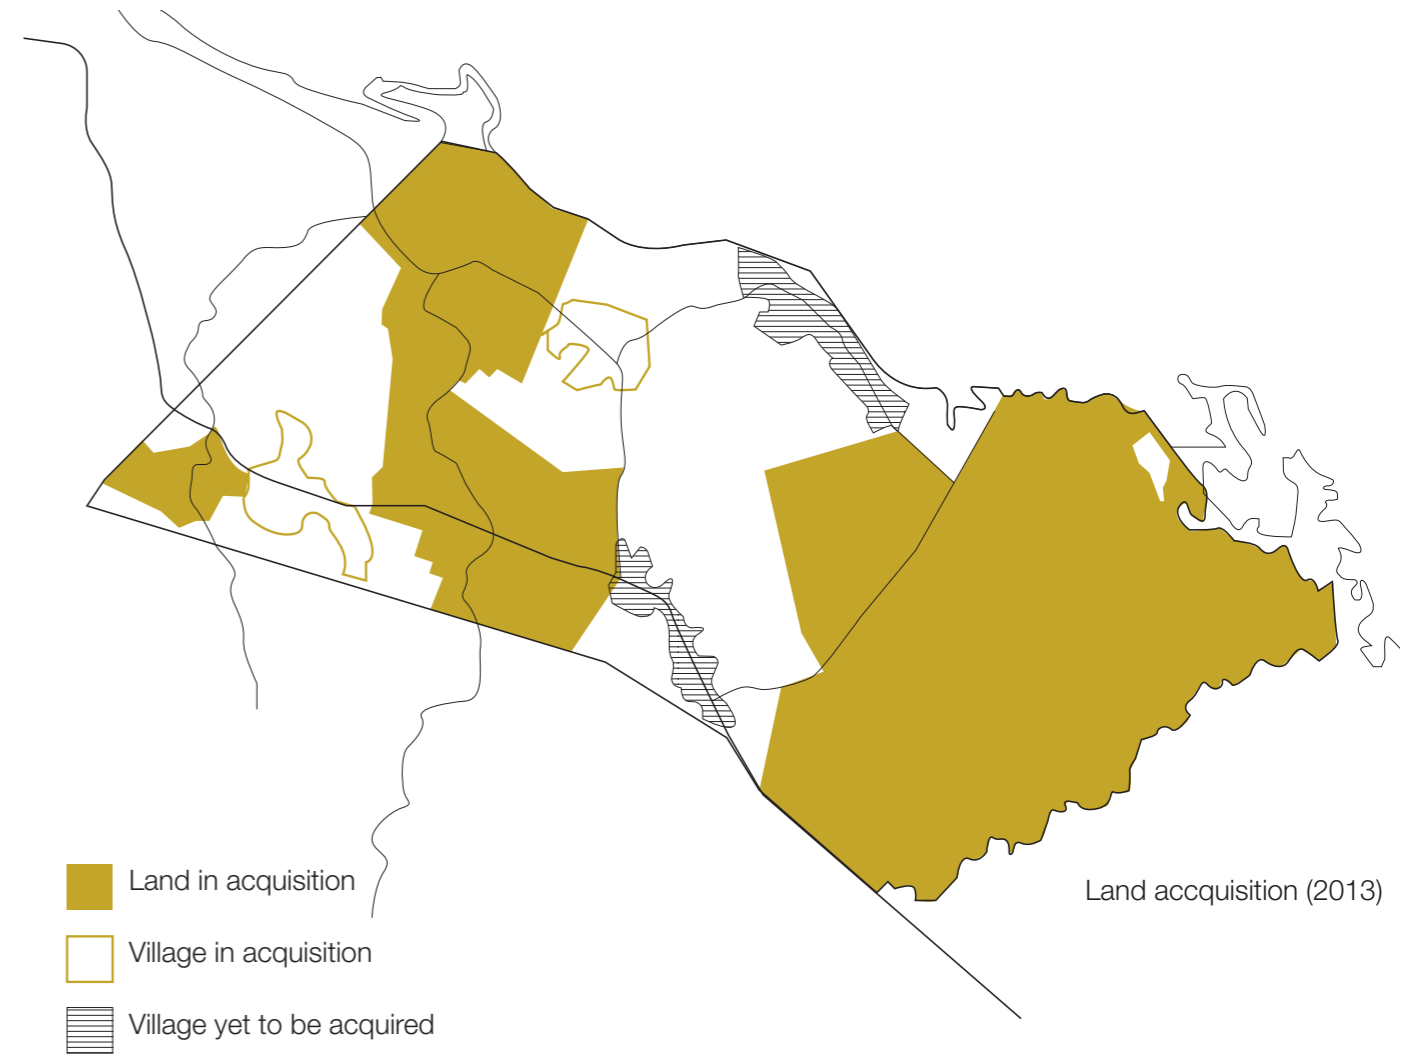 Land in acquisition
Land accquisition (2013)
Village in acquisition
Village yet to be acquired